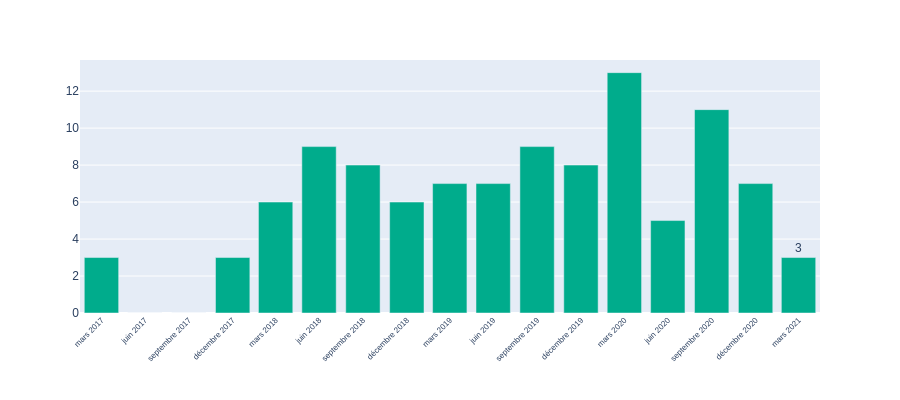 12
10
8
6
4
2
0
3
mars 2017
juin 2017
septembre 2017
décembre 2017
mars 2018
juin 2018
septembre 2018
décembre 2018
mars 2019
juin 2019
septembre 2019
décembre 2019
mars 2020
juin 2020
septembre 2020
décembre 2020
mars 2021